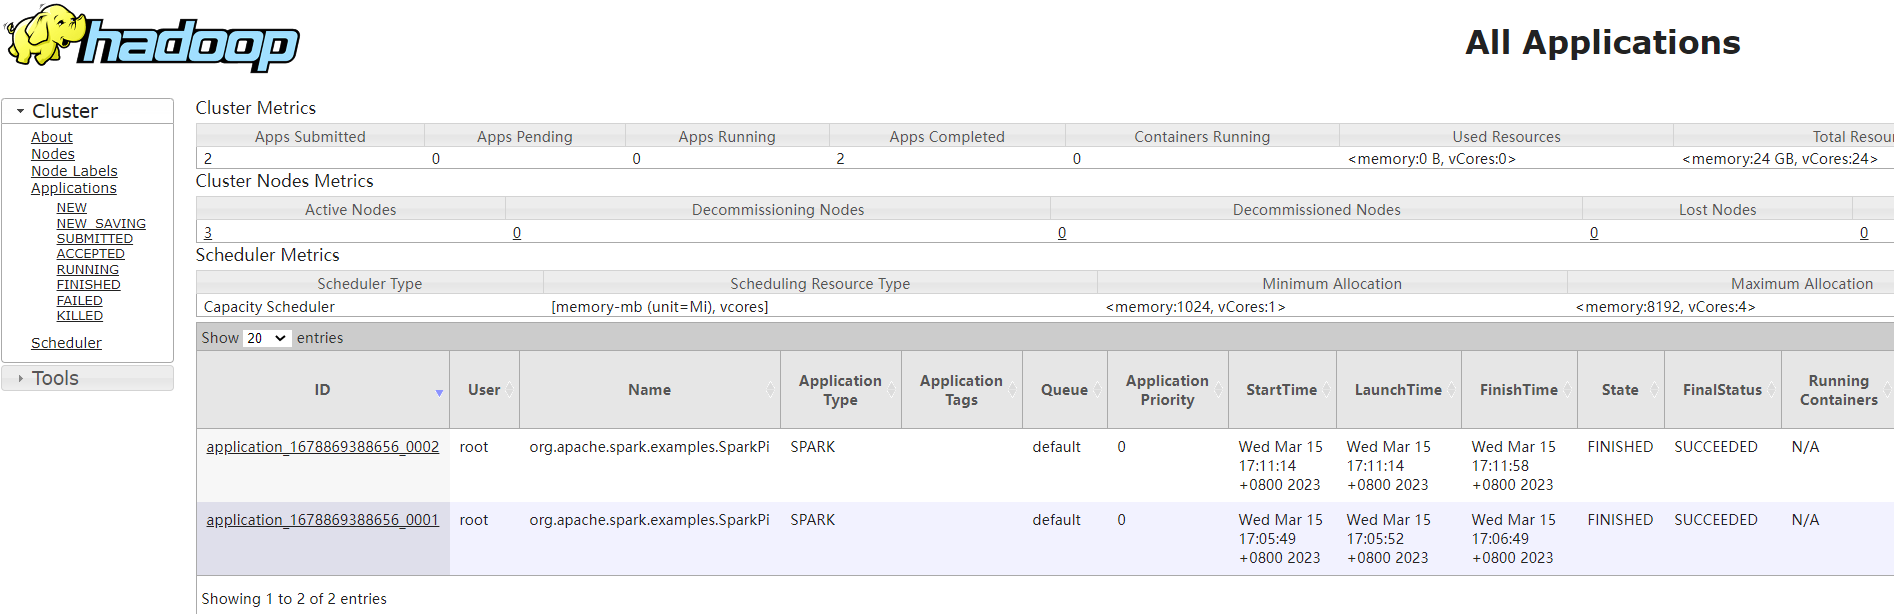 hadoop
All Applications
Cluster
About
Nodes
Node Labels
Applications
NEW
NEW_SAVING
SUBMITTED
ACCEPTED
RUNNING
FINISHED
FAILED
KILLED
Scheduler
Tools
Cluster Metrics
Apps Submitted Apps Pending Apps Running Apps Completed Containers Running Used Resources Total Resou
2 0 0 2 0 <memory:0 B, vCores:0> <memory:24 GB, vCores:24>
Cluster Nodes Metrics
Active Nodes Decommissioning Nodes Decommissioned Nodes Lost Nodes
3 0 0 0 0
Scheduler Metrics
Scheduler Type Scheduling Resource Type Minimum Allocation Maximum Allocation
Capacity Scheduler [memory-mb (unit=Mi), vcores] <memory:1024, vCores:1> <memory:8192, vCores:4>
Show 20 entries
ID User Name Application Type Application Tags Queue Application Priority StartTime LaunchTime FinishTime State FinalStatus Running Containers
application_1678869388656_0002 root org.apache.spark.examples.SparkPi SPARK default 0 Wed Mar 15 Wed Mar 15 Wed Mar 15 FINISHED SUCCEEDED N/A
17:11:14 17:11:14 17:11:58
+0800 2023 +0800 2023 +0800 2023
application_1678869388656_0001 root org.apache.spark.examples.SparkPi SPARK default 0 Wed Mar 15 Wed Mar 15 Wed Mar 15 FINISHED SUCCEEDED N/A
17:05:49 17:05:52 17:06:49
+0800 2023 +0800 2023 +0800 2023
Showing 1 to 2 of 2 entries